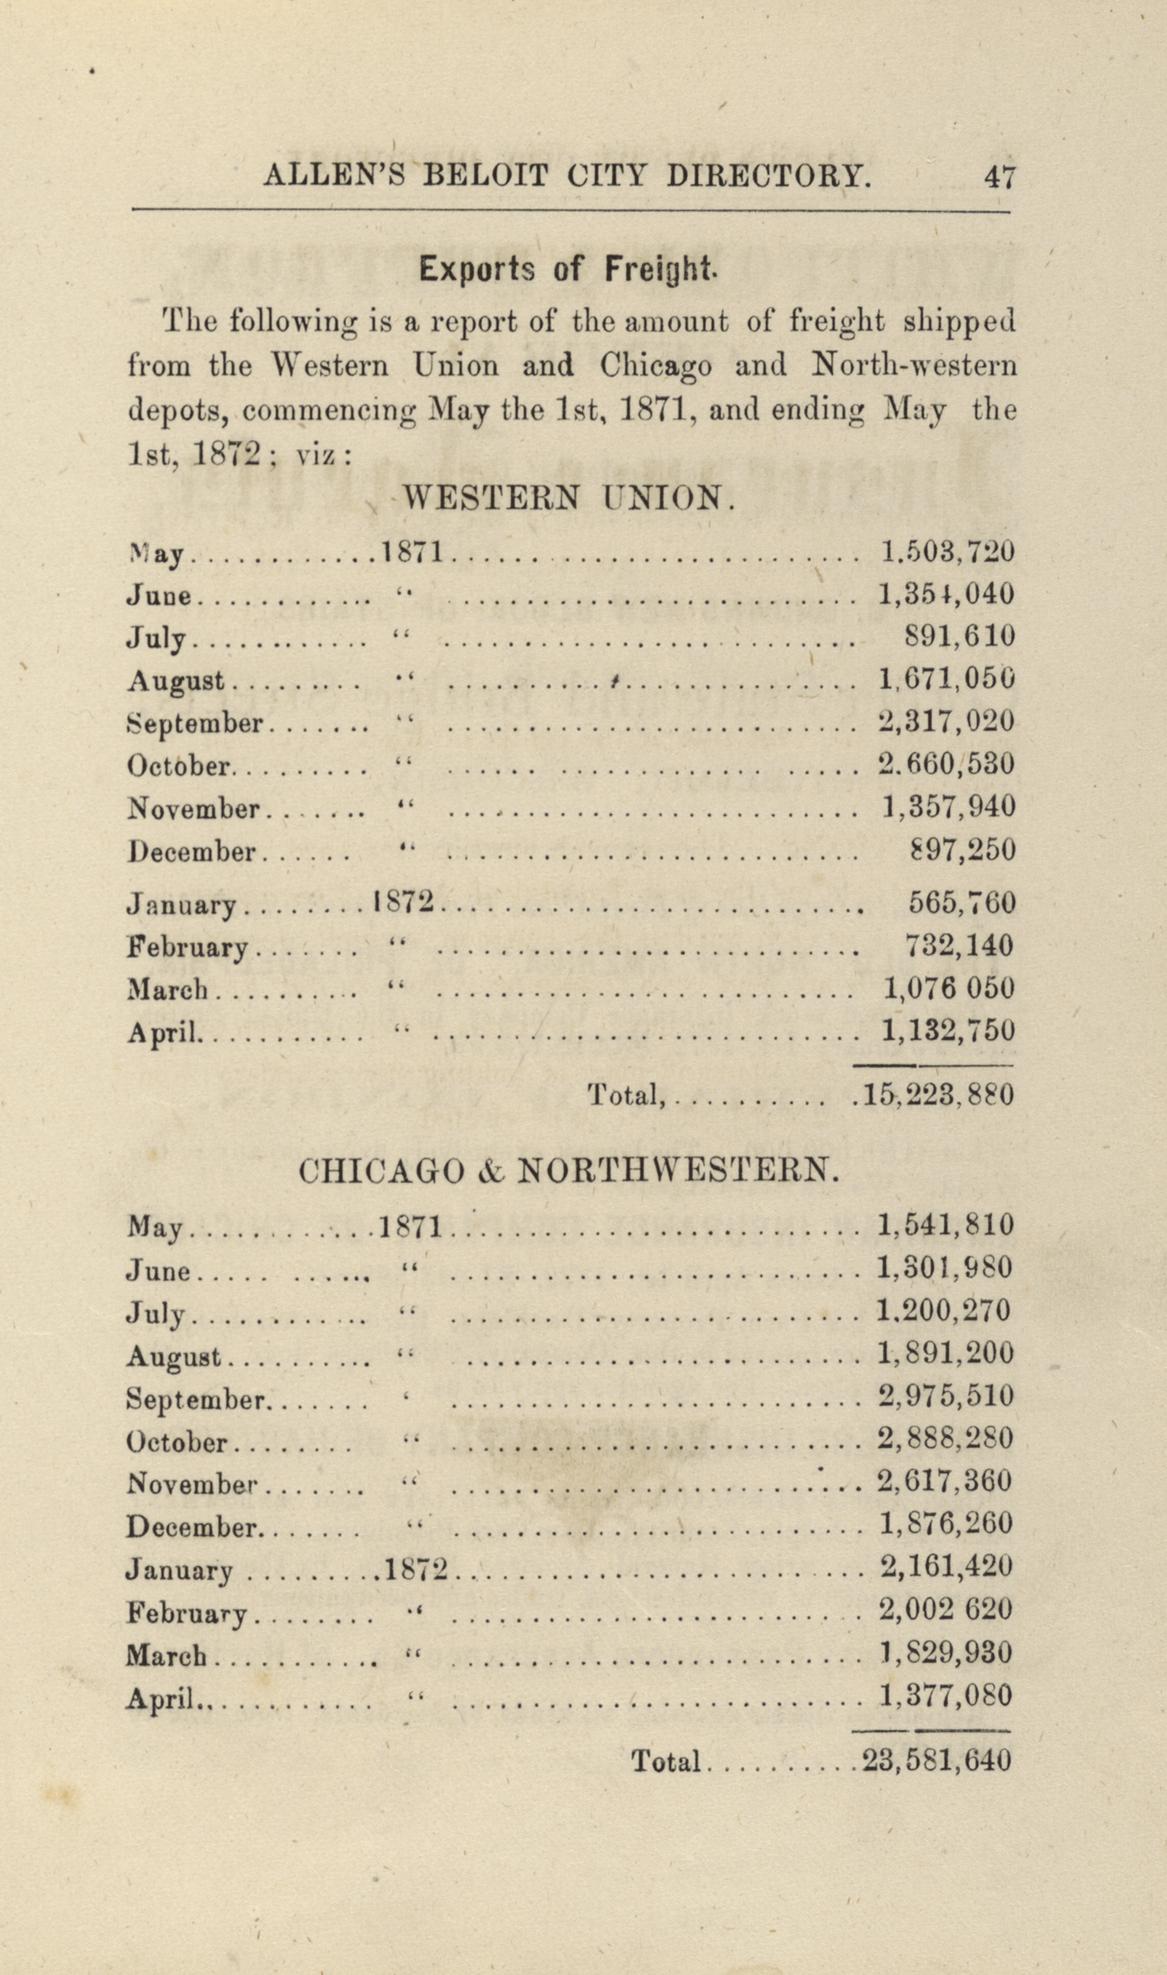 ALLEN'S BELOIT CITY DIRECTORY. 47
Exports of Freight.
The following is a report of the amount of freight shipped
from the Western Union and Chicago and North-western
depots, commencing May the 1st, 1871, and ending May the
1st, 1872; viz:
WESTERN UNION.
May.............1871............................ 1.503,720
June............ “ ......................... 1,354,040
July............ “ .......................... 891,610
August.......... “ .......................... 1,671,050
September....... “ .......................... 2,317,020
October.......... “ ...... ............. ..... 2.660,530
November....... “ .......................... 1,357,940
December...... “ .......................... 897,250
January........1872........................... 565,760
February....... “ ........................... 732,140
March.......... “ ........................... 1,076 050
April............ “ ........................... 1,132,750
Total,.......... .15,223,880
CHICAGO & NORTHWESTERN.
May............1871.......................... 1,541,810
June..... ...... “ .......................... 1,301,980
July............ “ .......................... 1.200,270
August.......... “ ......................... 1,891,200
September....... ‘ .......................... 2,975,510
October........ “ .......................... 2,888,280
November....... “ .......................... 2,617,360
December....... “ .......................... 1,876,260
January .........1872.......................... 2,161,420
February........ “ .......................... 2,002 620
March........... “ .......................... 1,829,930
April............ “ .......................... 1,377,080
Total..........23,581,640